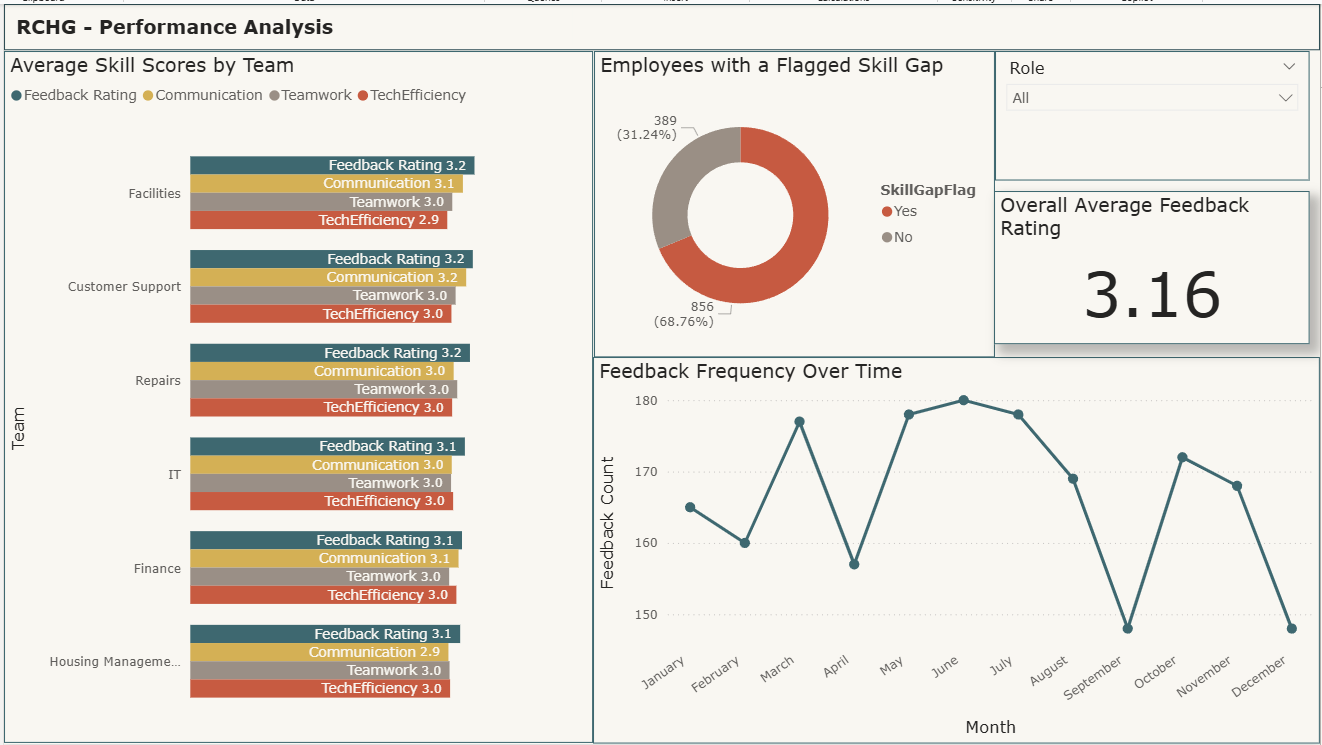 RCHG - Performance Analysis
Average Skill Scores by Team
Feedback Rating Communication Teamwork TechEfficiency
Team
Facilities
Feedback Rating 3.2
Communication 3.1
Teamwork 3.0
TechEfficiency 2.9
Customer Support
Feedback Rating 3.2
Communication 3.2
Teamwork 3.0
TechEfficiency 3.0
Repairs
Feedback Rating 3.2
Communication 3.0
Teamwork 3.0
TechEfficiency 3.0
IT
Feedback Rating 3.1
Communication 3.0
Teamwork 3.0
TechEfficiency 3.0
Finance
Feedback Rating 3.1
Communication 3.1
Teamwork 3.0
TechEfficiency 3.0
Housing Manageme...
Feedback Rating 3.1
Communication 2.9
Teamwork 3.0
TechEfficiency 3.0
Employees with a Flagged Skill Gap
389
(31.24%)
856
(68.76%)
SkillGapFlag
Yes
No
Role
All
Overall Average Feedback
Rating
3.16
Feedback Frequency Over Time
Feedback Count
180
170
160
150
January
February
March
April
May
June
July
August
September
October
November
December
Month